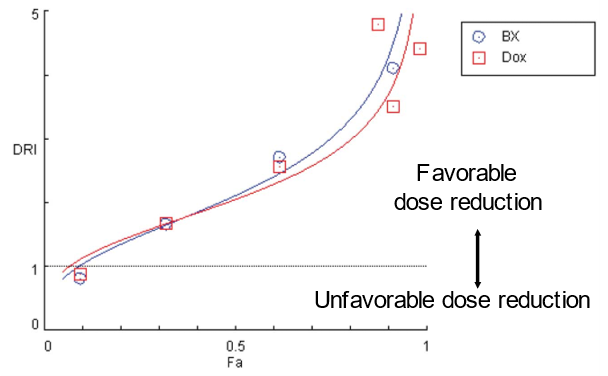 5
BX
Dox
DRI
Favorable
dose reduction
1
Unfavorable dose reduction
0
0
0.5
1
Fa